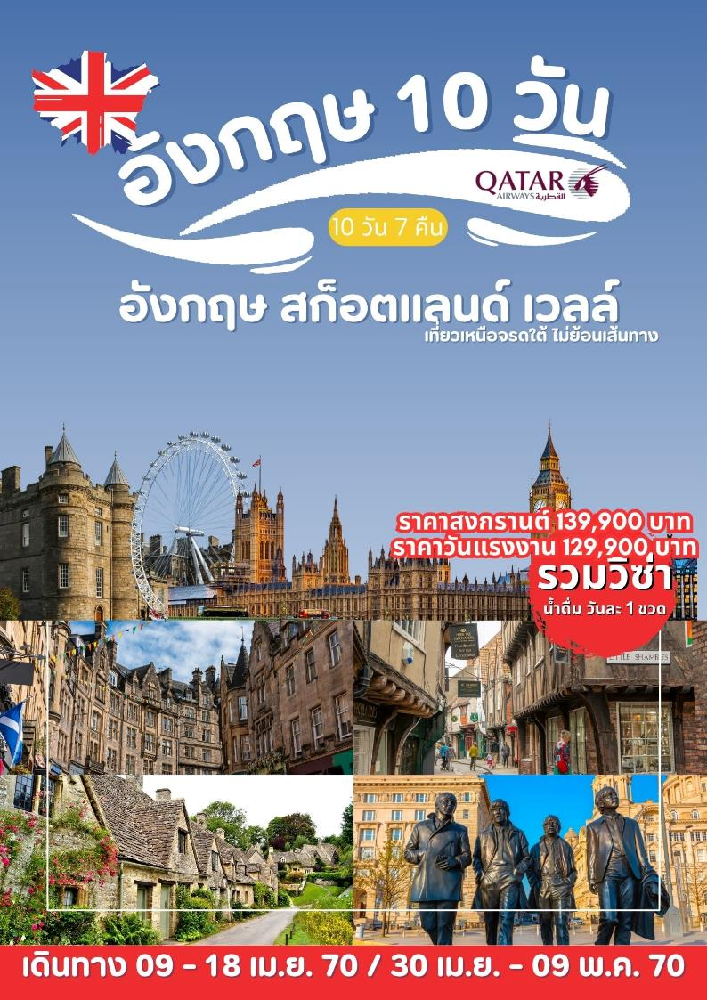 อังกฤษ 10 วัน
QATAR
AIRWAYS القطرية
10 วัน 7 คืน
อังกฤษ สก็อตแลนด์ เวลล์
เที่ยวเหนือจรดใต้ ไม่ย้อนเส้นทาง
ราคาสงกรานต์ 139,900 บาท
ราคาวันแรงงาน 129,900 บาท
รวมวีซ่า
น้ำดื่ม วันละ 1 ขวด
LITTLE SHAMBLES
เดินทาง 09 - 18 เม.ย. 70 / 30 เม.ย. - 09 พ.ค. 70